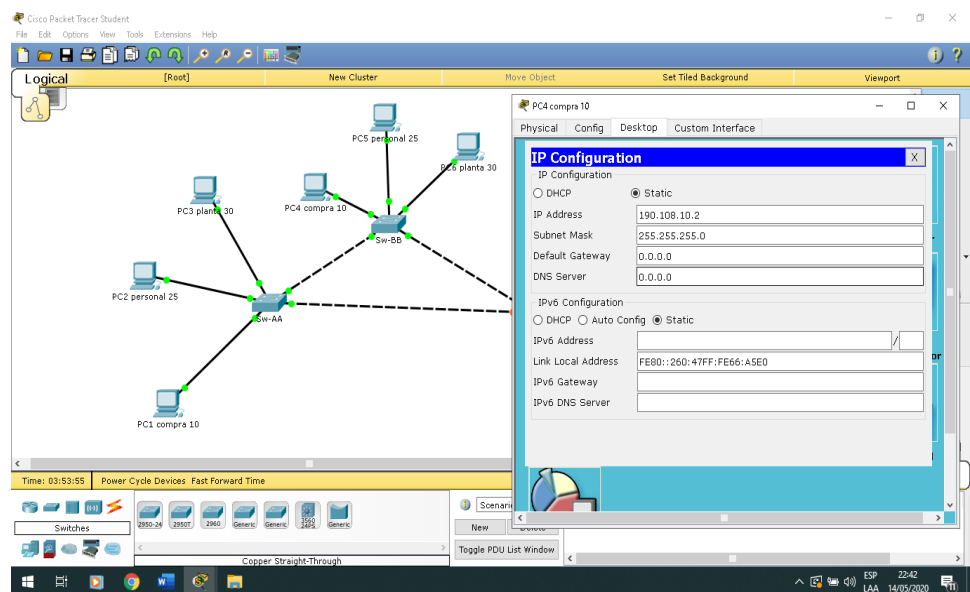 Cisco Packet Tracer Student
File Edit Options View Tools Extensions Help
Logical [Root] New Cluster Move Object Set Tiled Background Viewport
PC5 personal 25
PC6 planta 30
PC4 compra 10
PC3 planta 30
Sw-BB
PC2 personal 25
Sw-AA
PC1 compra 10
PC4 compra 10
Physical Config Desktop Custom Interface
IP Configuration X
IP Configuration
DHCP Static
IP Address 190.108.10.2
Subnet Mask 255.255.255.0
Default Gateway 0.0.0.0
DNS Server 0.0.0.0
IPv6 Configuration
DHCP Auto Config Static
IPv6 Address /
Link Local Address FE80::260:47FF:FE66:A5E0
IPv6 Gateway
IPv6 DNS Server
Time: 03:53:55 Power Cycle Devices Fast Forward Time
Switches
2950-24 2950T 2960 Generic Generic 3560 24PS Generic
Copper Straight-Through
New
Toggle PDU List Window
ESP 22:42
LAA 14/05/2020